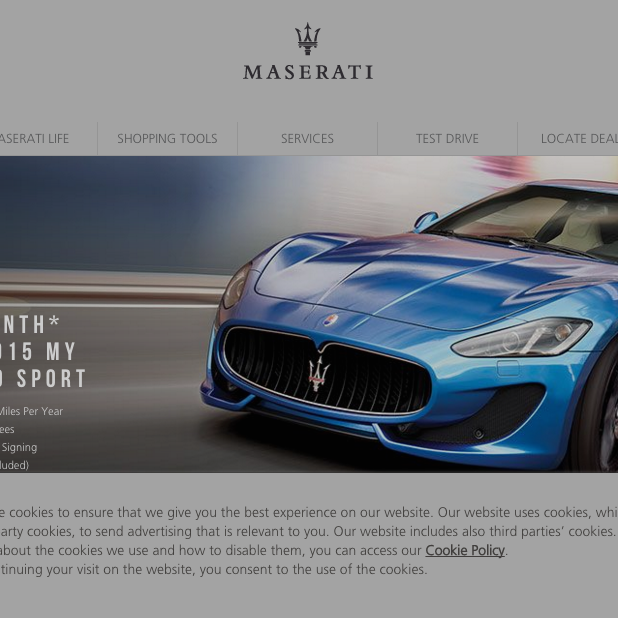 MASERATI
ASERATI LIFE
SHOPPING TOOLS
SERVICES
TEST DRIVE
LOCATE DEAL
NTH*
015 MY
O SPORT
Miles Per Year
ees
Signing
luded)
e cookies to ensure that we give you the best experience on our website. Our website uses cookies, whi
arty cookies, to send advertising that is relevant to you. Our website includes also third parties’ cookies.
about the cookies we use and how to disable them, you can access our Cookie Policy.
tinuing your visit on the website, you consent to the use of the cookies.